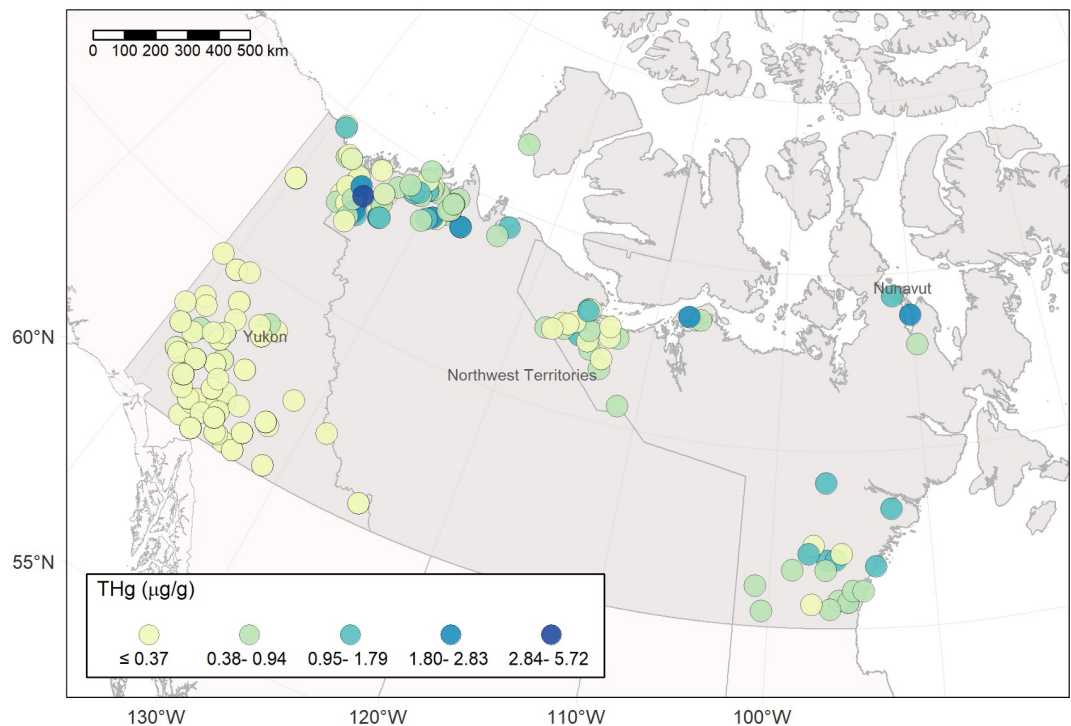 0 100 200 300 400 500 km
Nunavut
60°N
Yukon
Northwest Territories
55°N
THg (µg/g)
≤ 0.37 0.38- 0.94 0.95- 1.79 1.80- 2.83 2.84- 5.72
130°W 120°W 110°W 100°W